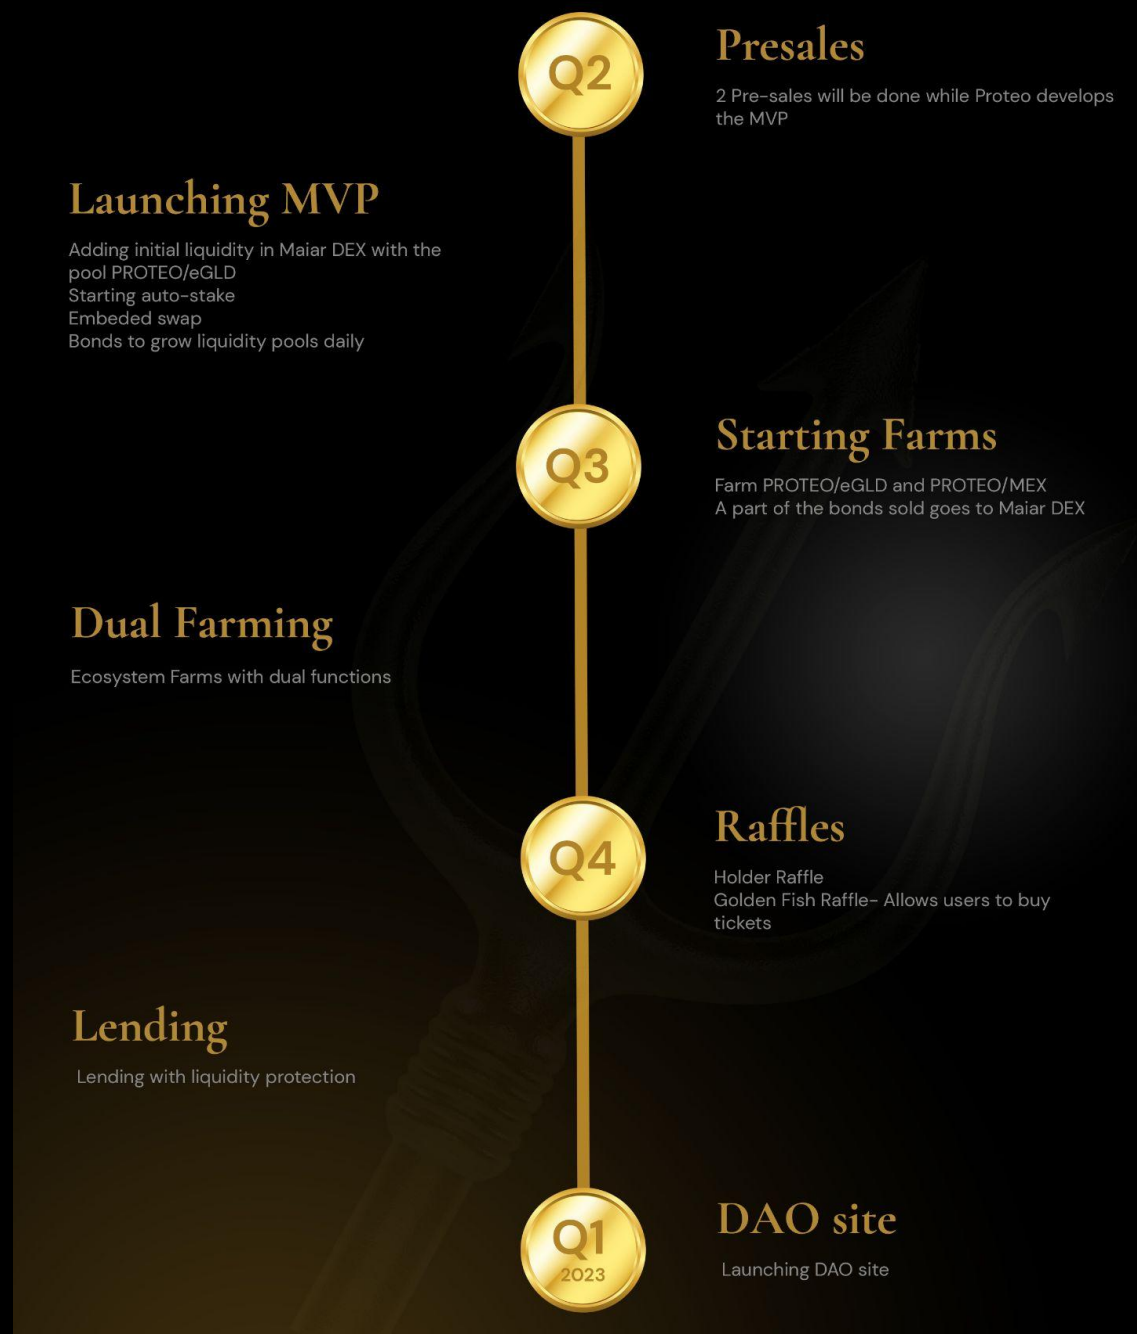 Q2
Presales
2 Pre-sales will be done while Proteo develops
the MVP
Launching MVP
Adding initial liquidity in Maiar DEX with the
pool PROTEO/eGLD
Starting auto-stake
Embeded swap
Bonds to grow liquidity pools daily
Q3
Starting Farms
Farm PROTEO/eGLD and PROTEO/MEX
A part of the bonds sold goes to Maiar DEX
Dual Farming
Ecosystem Farms with dual functions
Q4
Raffles
Holder Raffle
Golden Fish Raffle- Allows users to buy
tickets
Lending
Lending with liquidity protection
Q1
2023
DAO site
Launching DAO site